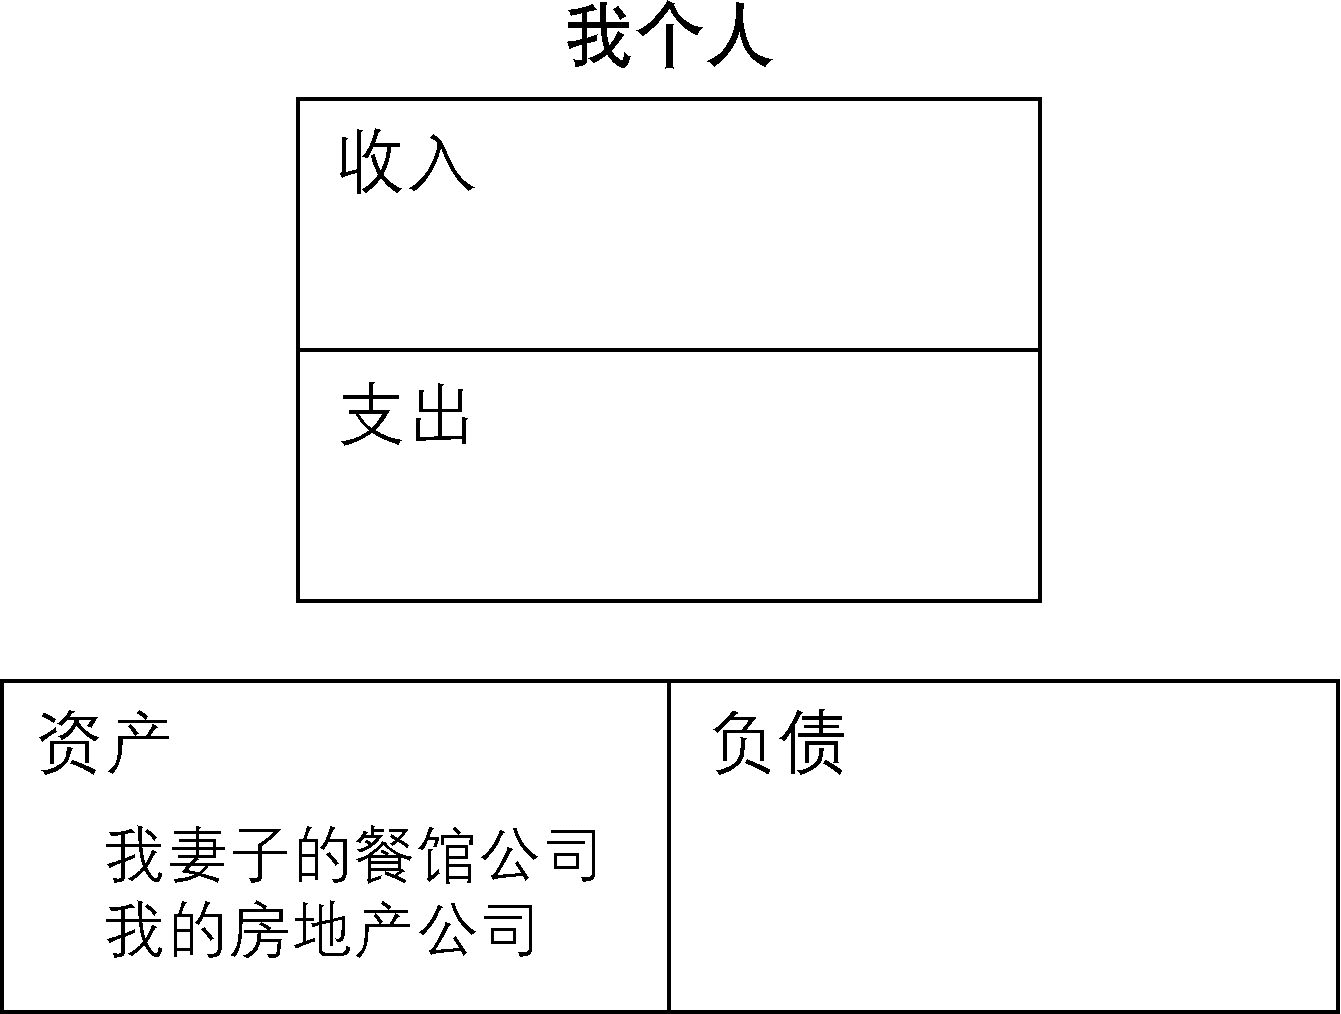 我个人
收入
支出
资产
负债
我妻子的餐馆公司
我的房地产公司